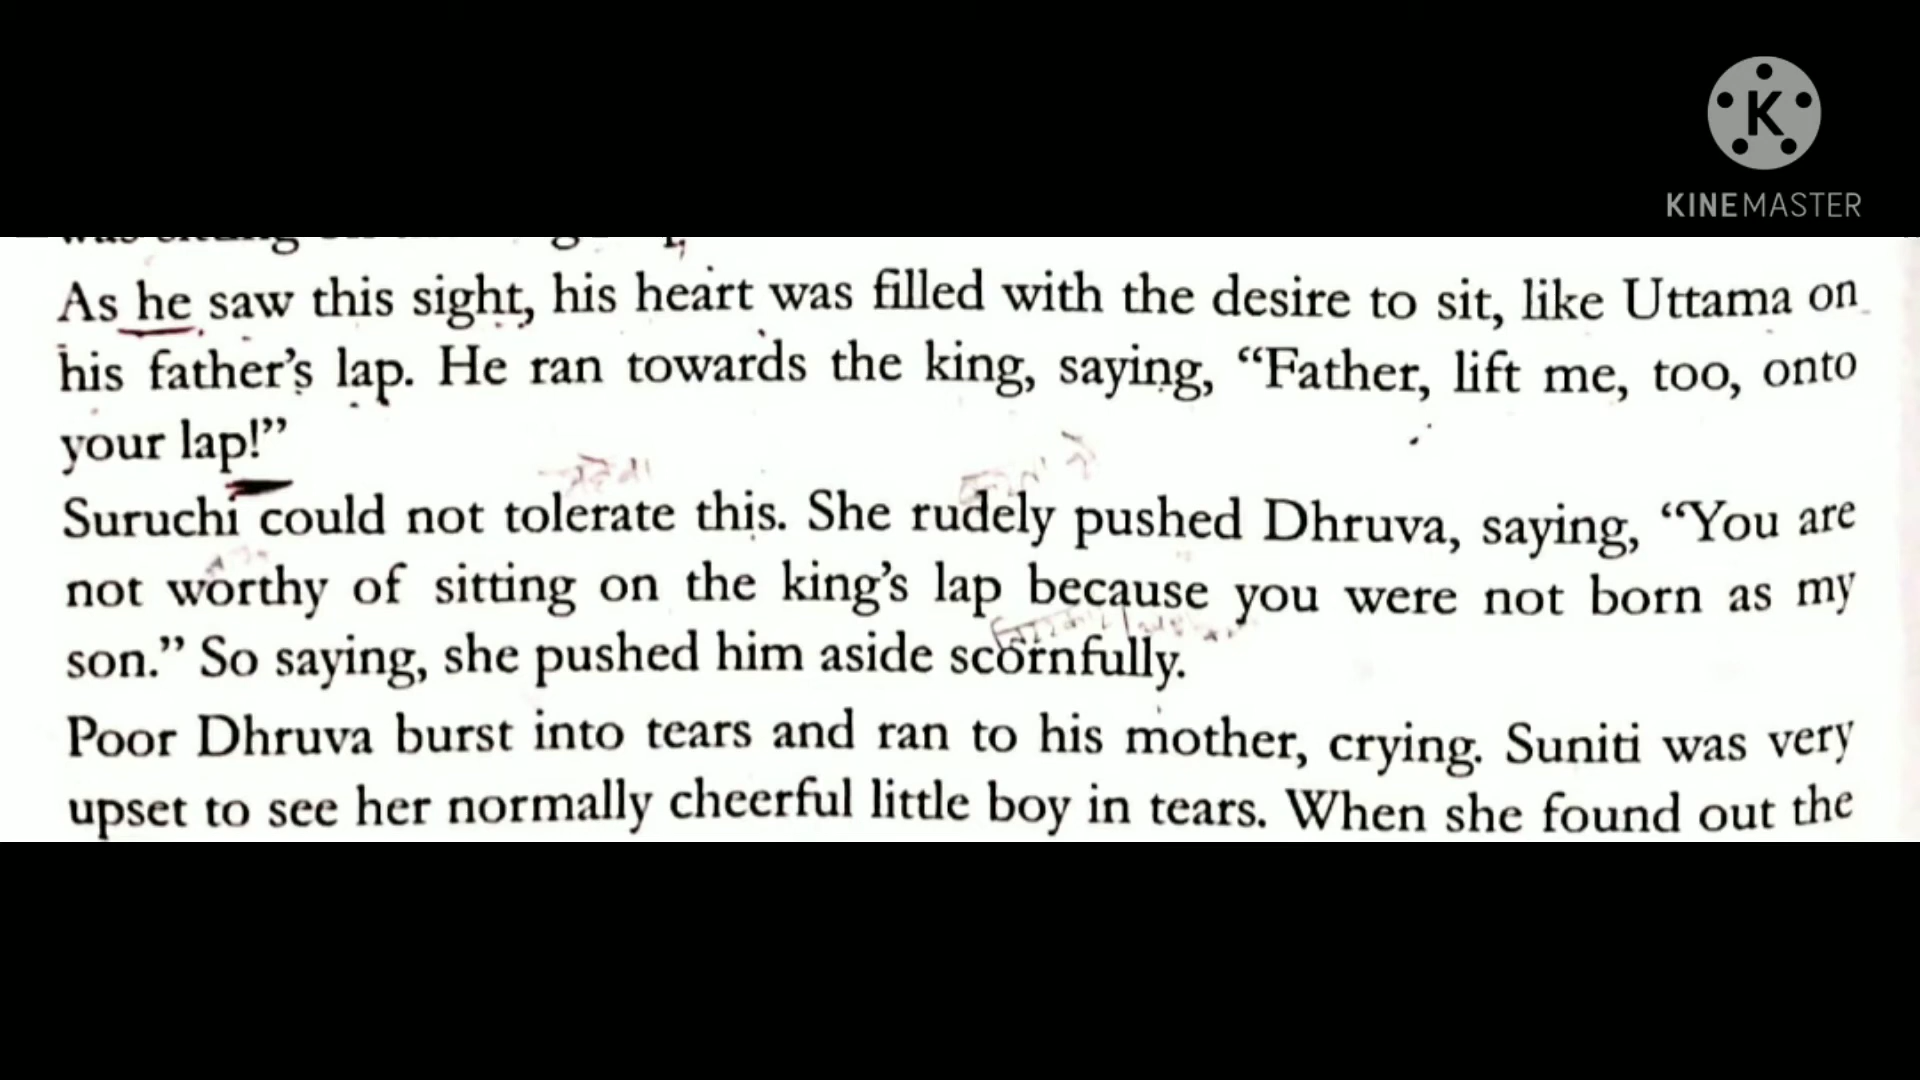 KINEMASTER
As he saw this sight, his heart was filled with the desire to sit, like Uttama on
his father's lap. He ran towards the king, saying, “Father, lift me, too, onto
your lap!”
Suruchi could not tolerate this. She rudely pushed Dhruva, saying, “You are
not worthy of sitting on the king's lap because you were not born as my
son.” So saying, she pushed him aside scornfully.
Poor Dhruva burst into tears and ran to his mother, crying. Suniti was very
upset to see her normally cheerful little boy in tears. When she found out the